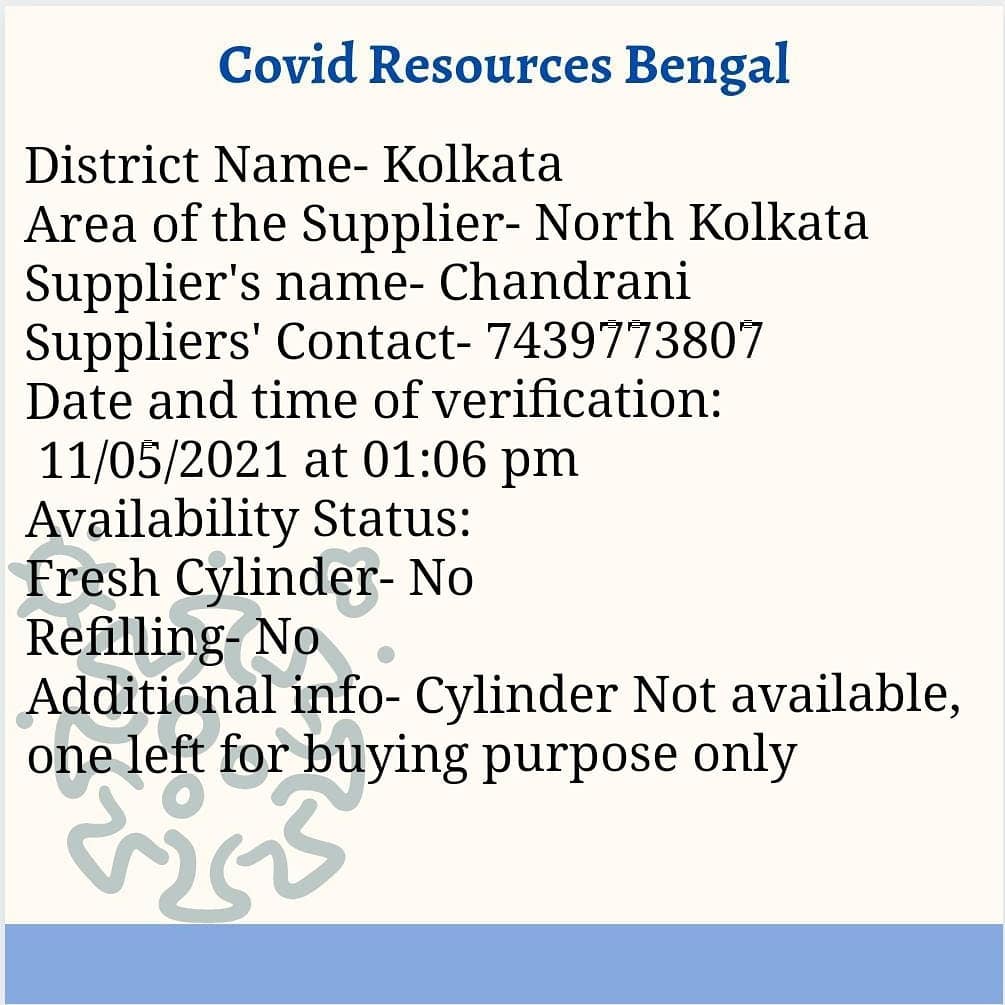 Covid Resources Bengal
District Name- Kolkata
Area of the Supplier- North Kolkata
Supplier's name- Chandrani
Suppliers' Contact- 7439773807
Date and time of verification:
11/05/2021 at 01:06 pm
Availability Status:
Fresh Cylinder- No
Refilling- No
Additional info- Cylinder Not available,
one left for buying purpose only